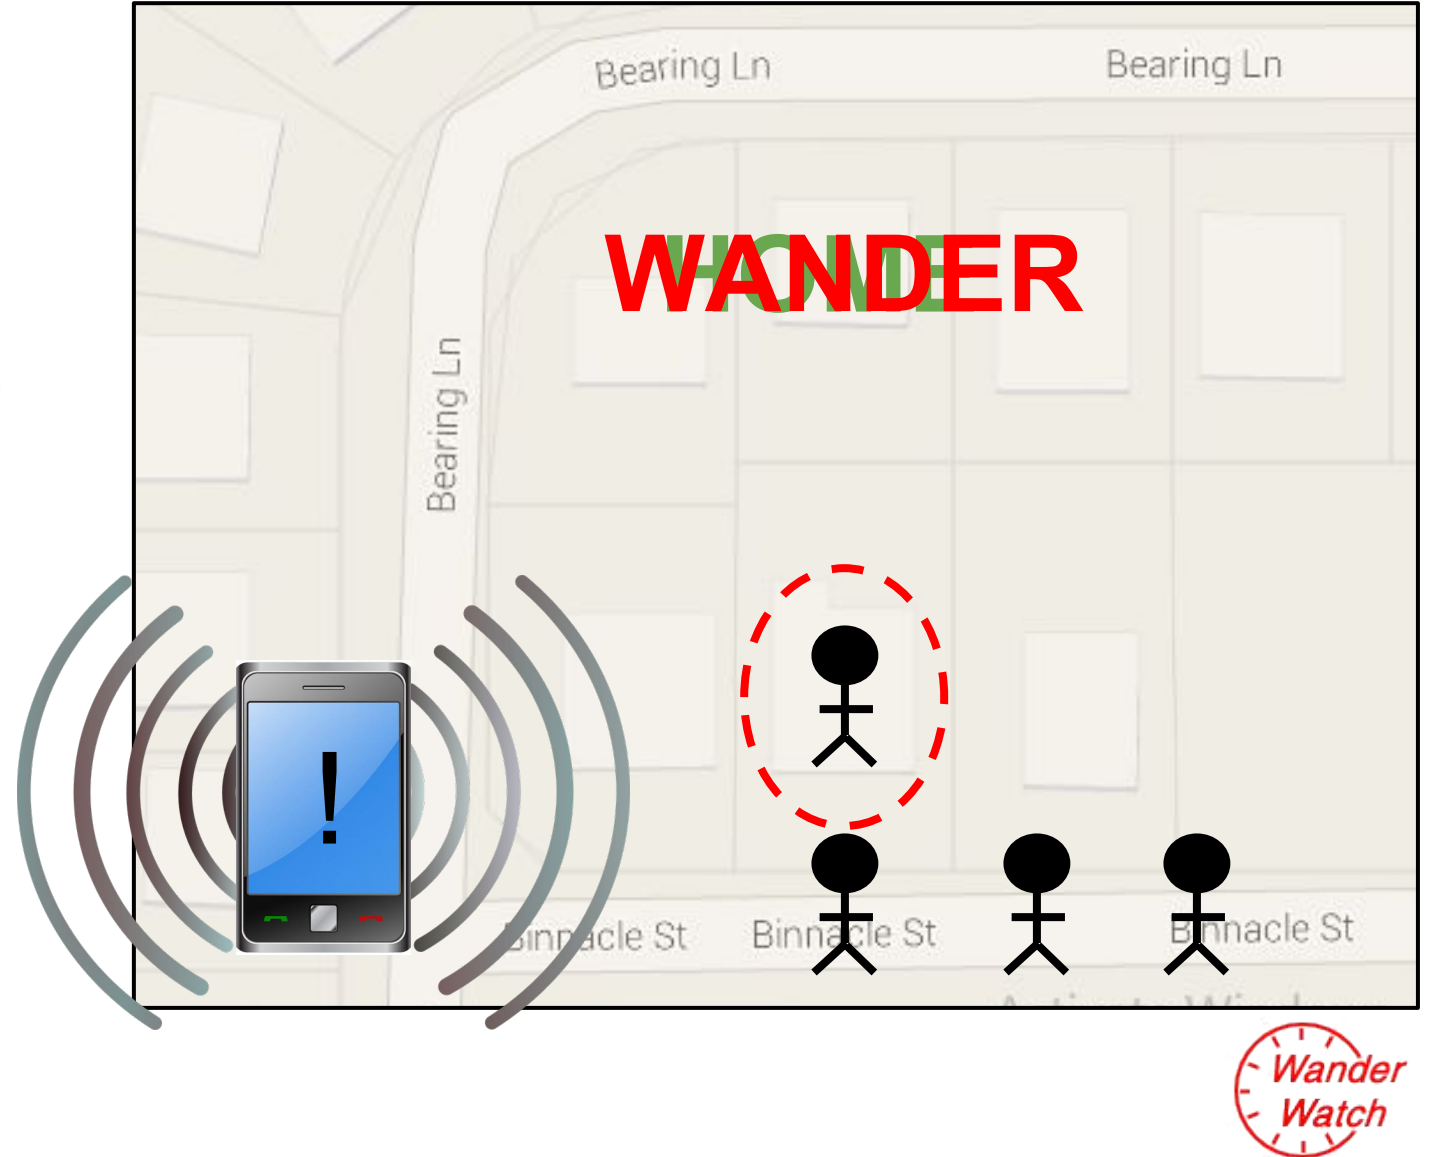 Bearing Ln
Bearing Ln
HOME
WANDER
Bearing Ln
!
Binnacle St
Binnacle St
Binnacle St
Wander
Watch